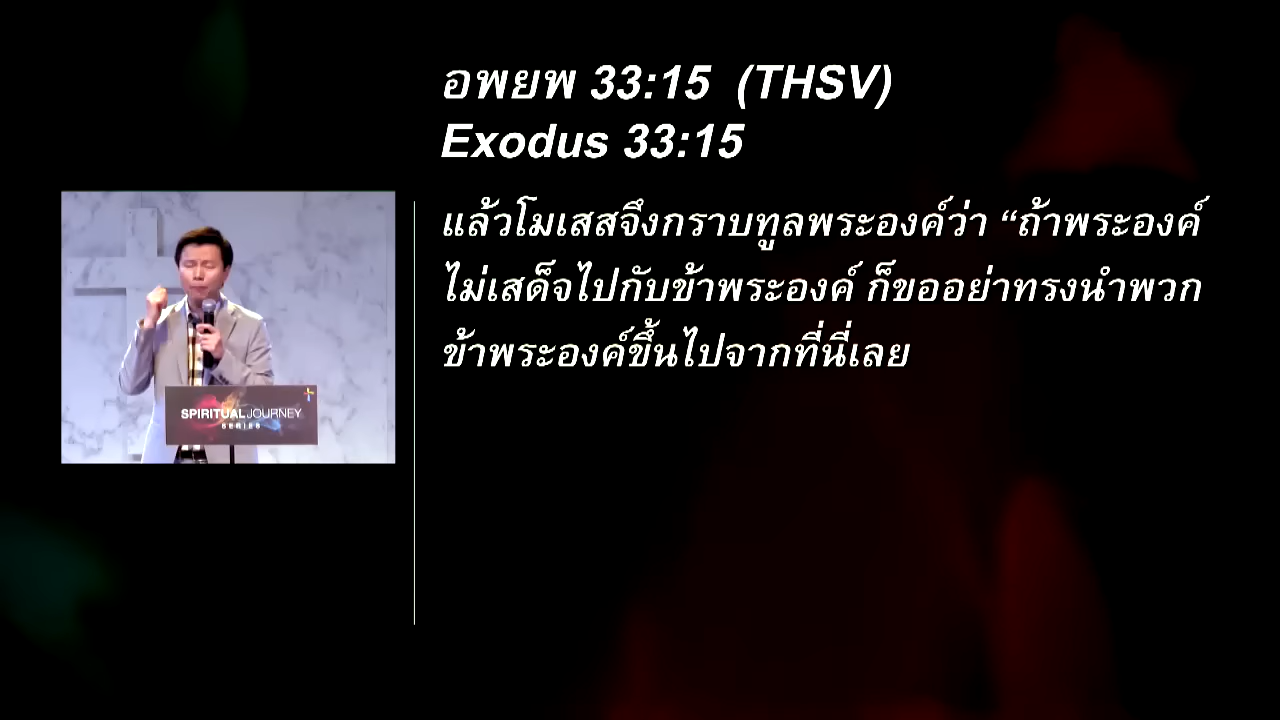 อพยพ 33:15 (THSV)
Exodus 33:15
แล้วโมเสสจึงกราบทูลพระองค์ว่า “ถ้าพระองค์
ไม่เสด็จไปกับข้าพระองค์ ก็ขออย่าทรงนำพวก
ข้าพระองค์ขึ้นไปจากที่นี่เลย
SPIRITUALJOURNEY
SERIES